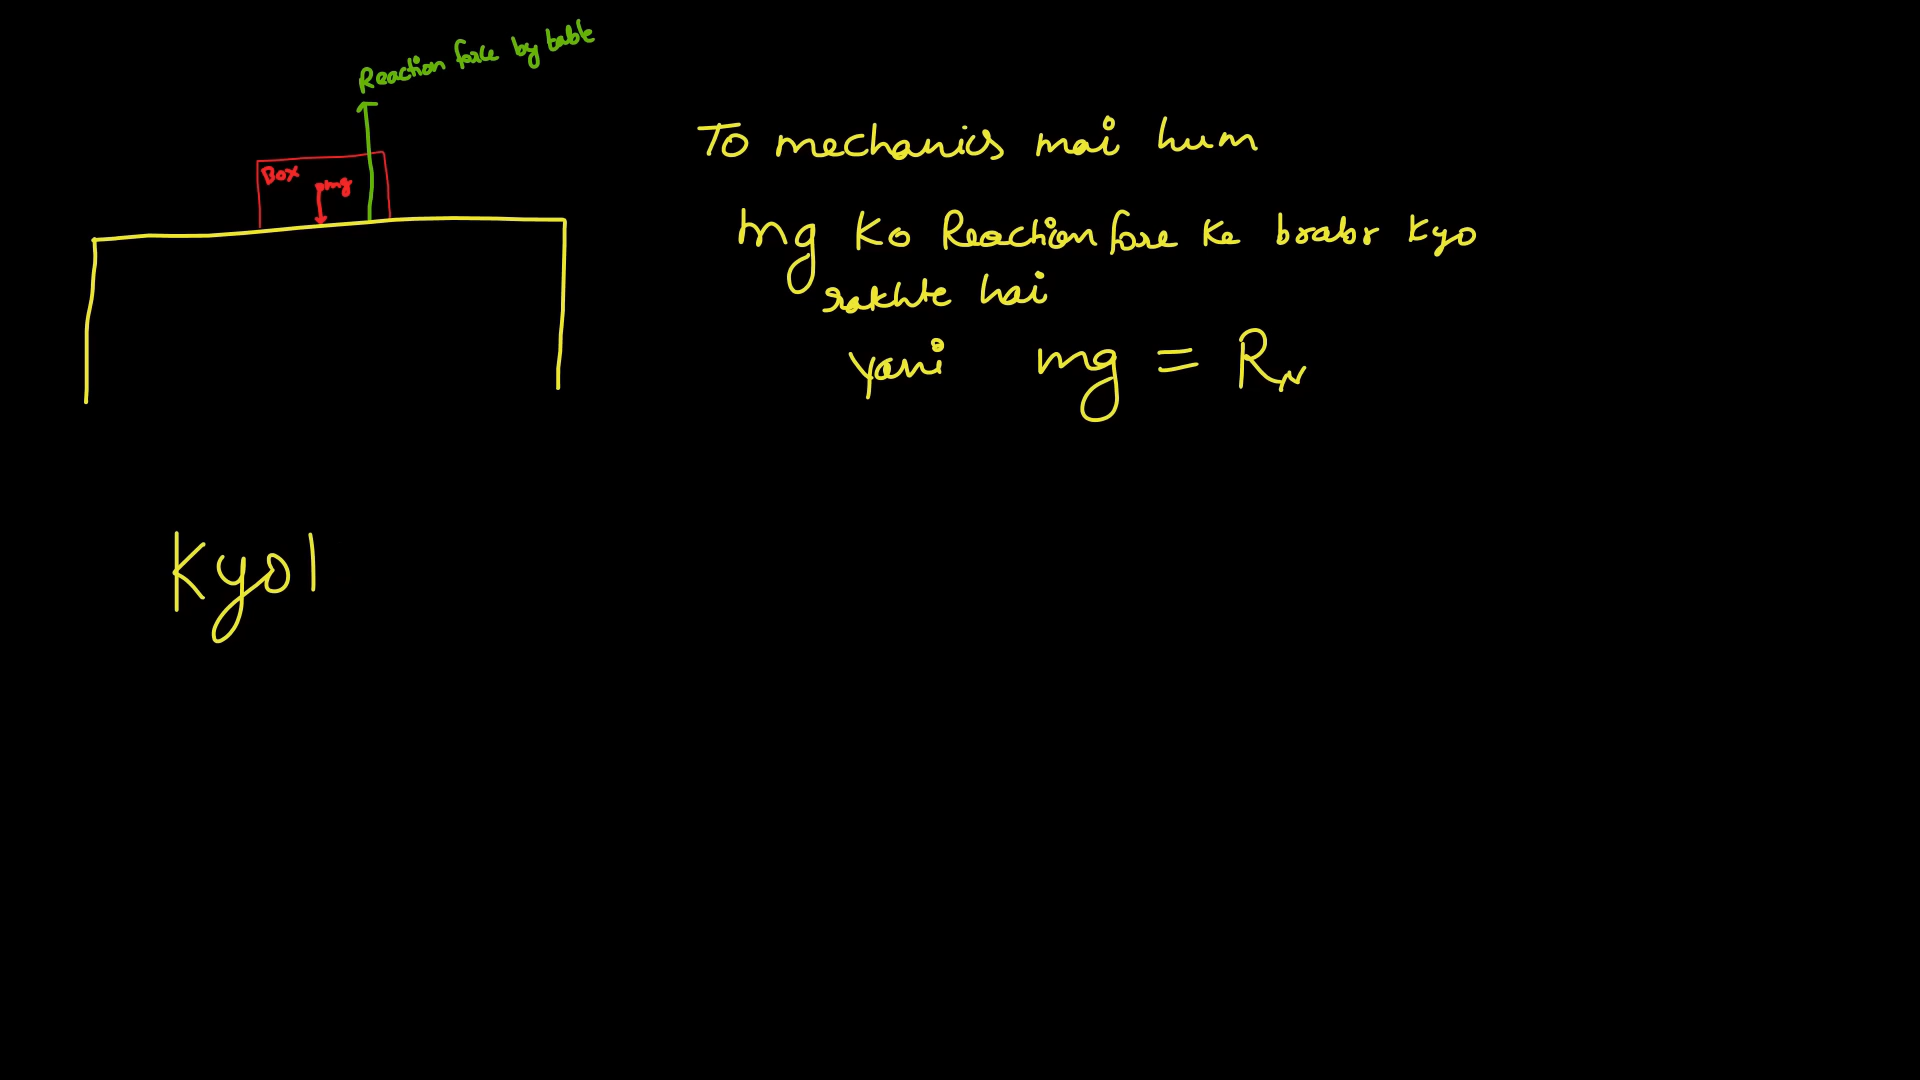 Reaction force by table
Box
mg
To mechanics mai hum
mg Ko Reaction fore Ke brabr Kyo
rakhte hai
Yani mg = RN
Kyo|